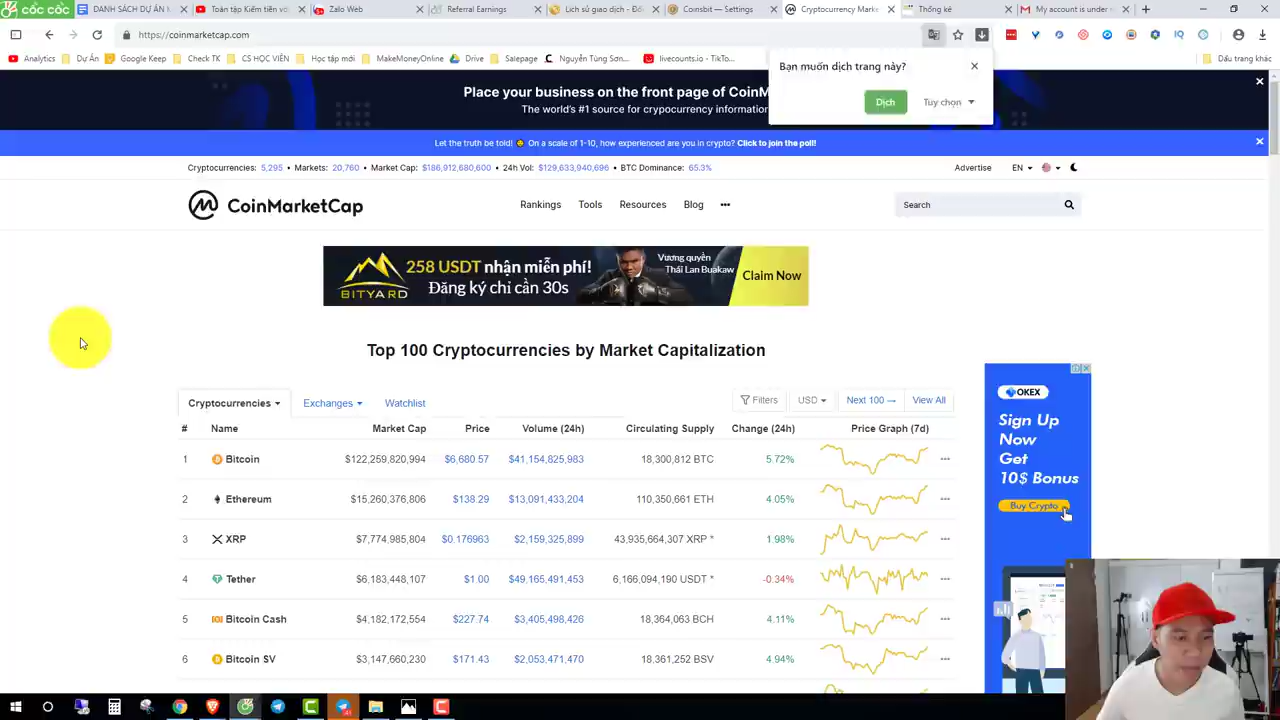 cốc cốc
DANH SÁCH DỰ ÁN M
Toàn tập Kiếm tiền vớ
Zalo Web
Referral Earnings
Lịch sử giao dịch - Đố
Coinsbit — Settings
Cryptocurrency Marke
Thống kê
My account is under
https://coinmarketcap.com
Analytics
Dự Án
Google Keep
Check TK
CS HỌC VIÊN
Học tập mới
MakeMoneyOnline
Drive
Salepage
Nguyễn Tùng Sơn...
livecounts.io - TikTo...
Dấu trang khác
Bạn muốn dịch trang này?
Dịch
Tùy chọn
Place your business on the front page of CoinM
The world's #1 source for crypocurrency information
Let the truth be told! On a scale of 1-10, how experienced are you in crypto? Click to join the poll!
Cryptocurrencies: 5,295 • Markets: 20,760 • Market Cap: $186,912,680,600 • 24h Vol: $129,633,940,696 • BTC Dominance: 65.3%
Advertise
EN
CoinMarketCap
Rankings
Tools
Resources
Blog
•••
Search
BITYARD
258 USDT nhận miễn phí!
Đăng ký chỉ cần 30s
Vương quyền
Thái Lan Buakaw
Claim Now
Top 100 Cryptocurrencies by Market Capitalization
Cryptocurrencies
Exchanges
Watchlist
Filters
USD
Next 100 →
View All
# Name Market Cap Price Volume (24h) Circulating Supply Change (24h) Price Graph (7d)
1 Bitcoin $122,259,820,994 $6,680.57 $41,154,825,983 18,300,812 BTC 5.72%
2 Ethereum $15,260,376,806 $138.29 $13,091,433,204 110,350,661 ETH 4.05%
3 XRP $7,774,985,804 $0.176963 $2,159,325,899 43,935,664,307 XRP * 1.98%
4 Tether $6,183,448,107 $1.00 $49,165,491,453 6,166,094,190 USDT * -0.34%
5 Bitcoin Cash $4,182,172,554 $227.74 $3,405,498,426 18,364,063 BCH 4.11%
6 Bitcoin SV $3,147,660,230 $171.43 $2,053,471,470 18,361,252 BSV 4.94%
OKEX
Sign Up
Now
Get
10$ Bonus
Buy Crypto